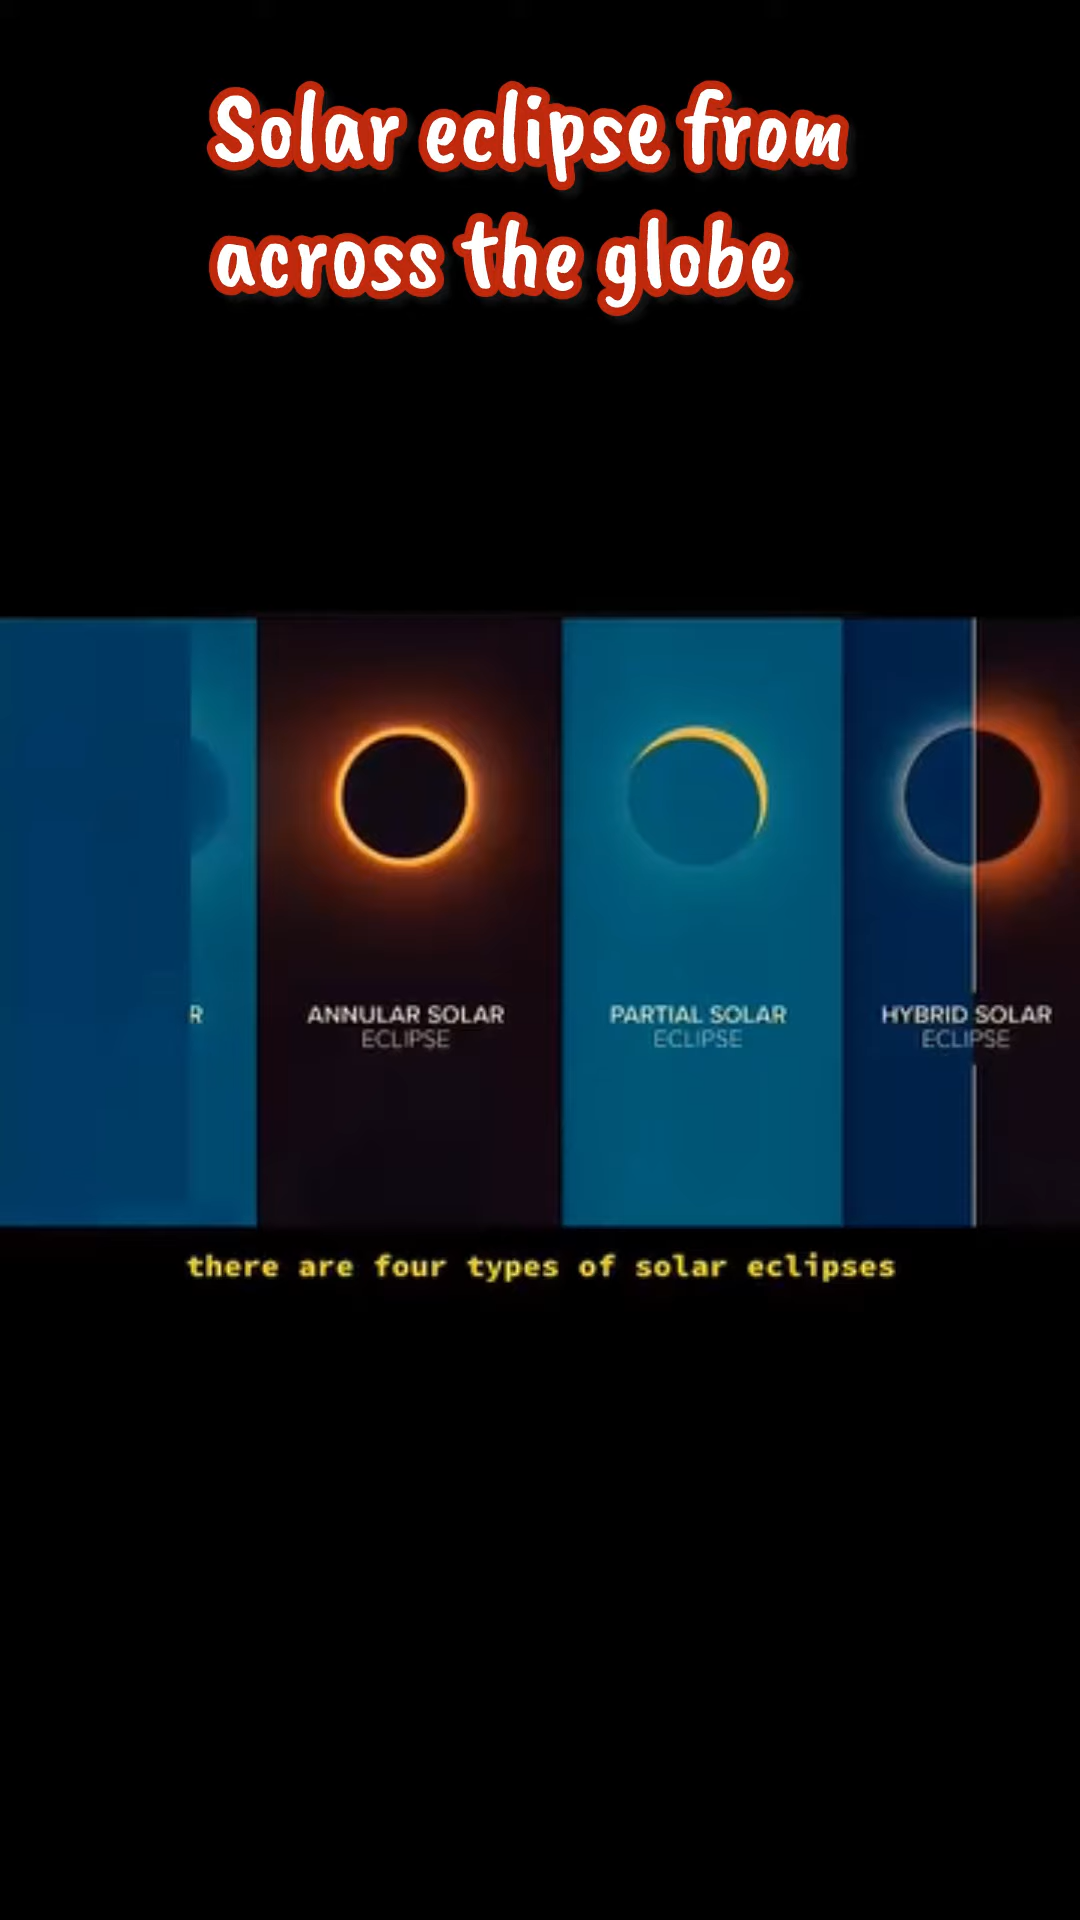 Solar eclipse from
across the globe
R
ANNULAR SOLAR
ECLIPSE
PARTIAL SOLAR
ECLIPSE
HYBRID SOLAR
ECLIPSE
there are four types of solar eclipses